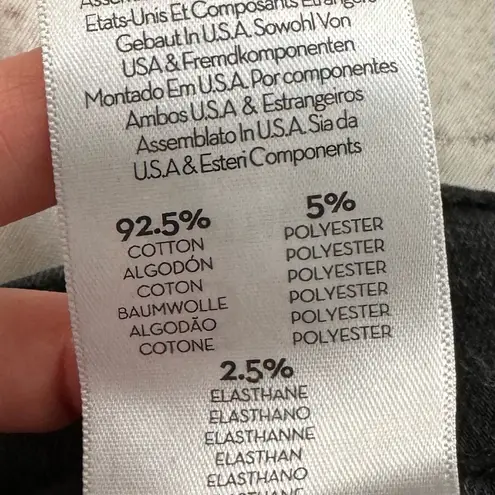 Etats-Unis Et Composants Etrangers
Gebaut In U.S.A. Sowohl Von
USA & Fremdkomponenten
Montado Em U.S.A. Por componentes
Ambos U.S.A & Estrangeiros
Assemblato In U.S.A. Sia da
U.S.A & Esteri Components
92.5%
COTTON
ALGODÓN
COTON
BAUMWOLLE
ALGODÃO
COTONE
5%
POLYESTER
POLYESTER
POLYESTER
POLYESTER
POLYESTER
POLYESTER
2.5%
ELASTHANE
ELASTHANO
ELASTHANNE
ELASTHAN
ELASTHANO